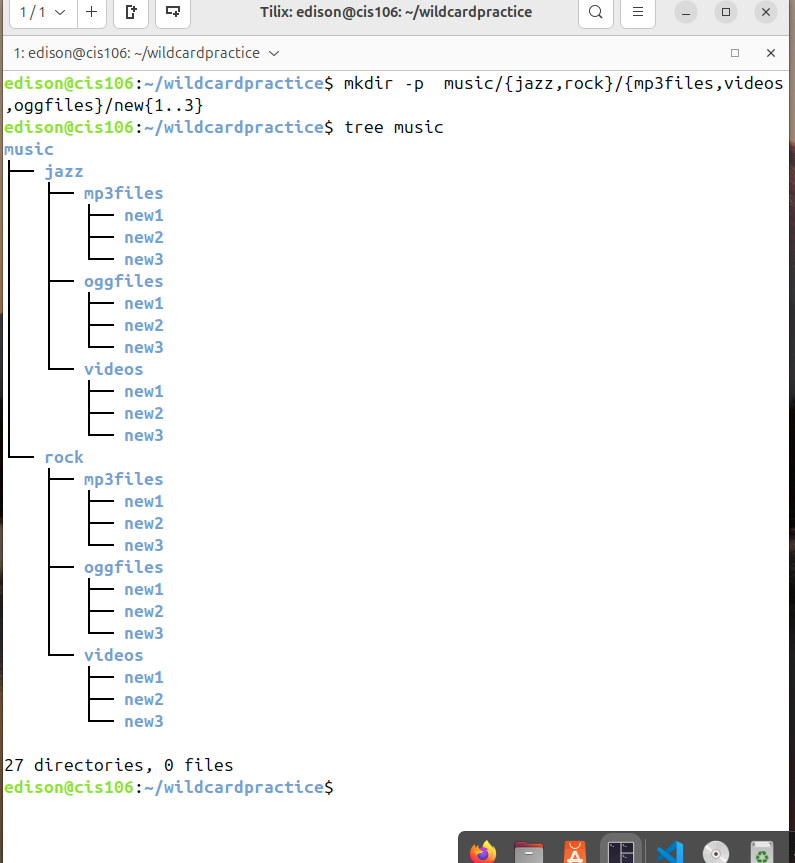 1 / 1
Tilix: edison@cis106: ~/wildcardpractice
1: edison@cis106: ~/wildcardpractice
edison@cis106:~/wildcardpractice$ mkdir -p  music/{jazz,rock}/{mp3files,videos
,oggfiles}/new{1..3}
edison@cis106:~/wildcardpractice$ tree music
music
├── jazz
│   ├── mp3files
│   │   ├── new1
│   │   ├── new2
│   │   └── new3
│   ├── oggfiles
│   │   ├── new1
│   │   ├── new2
│   │   └── new3
│   └── videos
│       ├── new1
│       ├── new2
│       └── new3
└── rock
    ├── mp3files
    │   ├── new1
    │   ├── new2
    │   └── new3
    ├── oggfiles
    │   ├── new1
    │   ├── new2
    │   └── new3
    └── videos
        ├── new1
        ├── new2
        └── new3
27 directories, 0 files
edison@cis106:~/wildcardpractice$